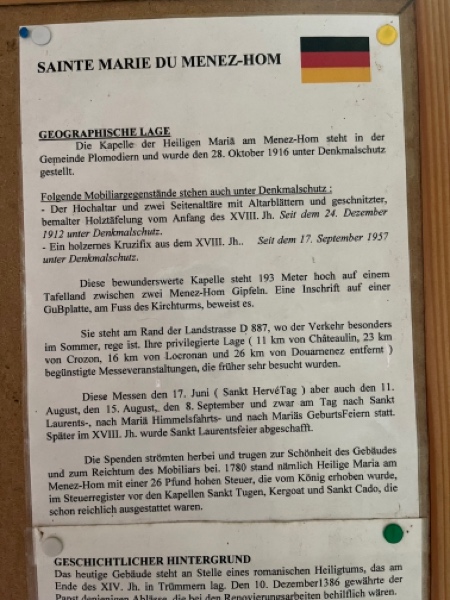 SAINTE MARIE DU MENEZ-HOM
GEOGRAPHISCHE LAGE
Die Kapelle der Heiligen Mariä am Menez-Hom steht in der
Gemeinde Plomodiern und wurde den 28. Oktober 1916 unter Denkmalschutz
gestellt.
Folgende Mobiliargegenstände stehen auch unter Denkmalschutz :
- Der Hochaltar und zwei Seitenaltäre mit Altarblättern und geschnitzter,
bemalter Holztäfelung vom Anfang des XVIII. Jh. Seit dem 24. Dezember
1912 unter Denkmalschutz.
- Ein holzernes Kruzifix aus dem XVIII. Jh.. Seit dem 17. September 1957
unter Denkmalschutz.
Diese bewunderswerte Kapelle steht 193 Meter hoch auf einem
Tafelland zwischen zwei Menez-Hom Gipfeln. Eine Inschrift auf einer
Gußplatte, am Fuss des Kirchturms, beweist es.
Sie steht am Rand der Landstrasse D 887, wo der Verkehr besonders
im Sommer, rege ist. Ihre privilegierte Lage ( 11 km von Châteaulin, 23 km
von Crozon, 16 km von Locronan und 26 km von Douarnenez entfernt )
begünstigte Messeveranstaltungen, die früher sehr besucht wurden.
Diese Messen den 17. Juni ( Sankt HervéTag ) aber auch den 11.
August, den 15. August, den 8. September und zwar am Tag nach Sankt
Laurents-, nach Mariä Himmelsfahrts- und nach Mariäs GeburtsFeiern statt.
Später im XVIII. Jh. wurde Sankt Laurentsfeier abgeschafft.
Die Spenden strömten herbei und trugen zur Schönheit des Gebäudes
und zum Reichtum des Mobiliars bei. 1780 stand nämlich Heilige Maria am
Menez-Hom mit einer 26 Pfund hohen Steuer, die vom König erhoben wurde,
im Steuerregister vor den Kapellen Sankt Tugen, Kergoat und Sankt Cado, die
schon reichlich ausgestattet waren.
GESCHICHTLICHER HINTERGRUND
Das heutige Gebäude steht an Stelle eines romanischen Heiligtums, das am
Ende des XIV. Jh. in Trümmern lag. Den 10. Dezember1386 gewährte der
Papst denjenigen Ablässe, die bei den Renovierungsarbeiten behilflich wären.